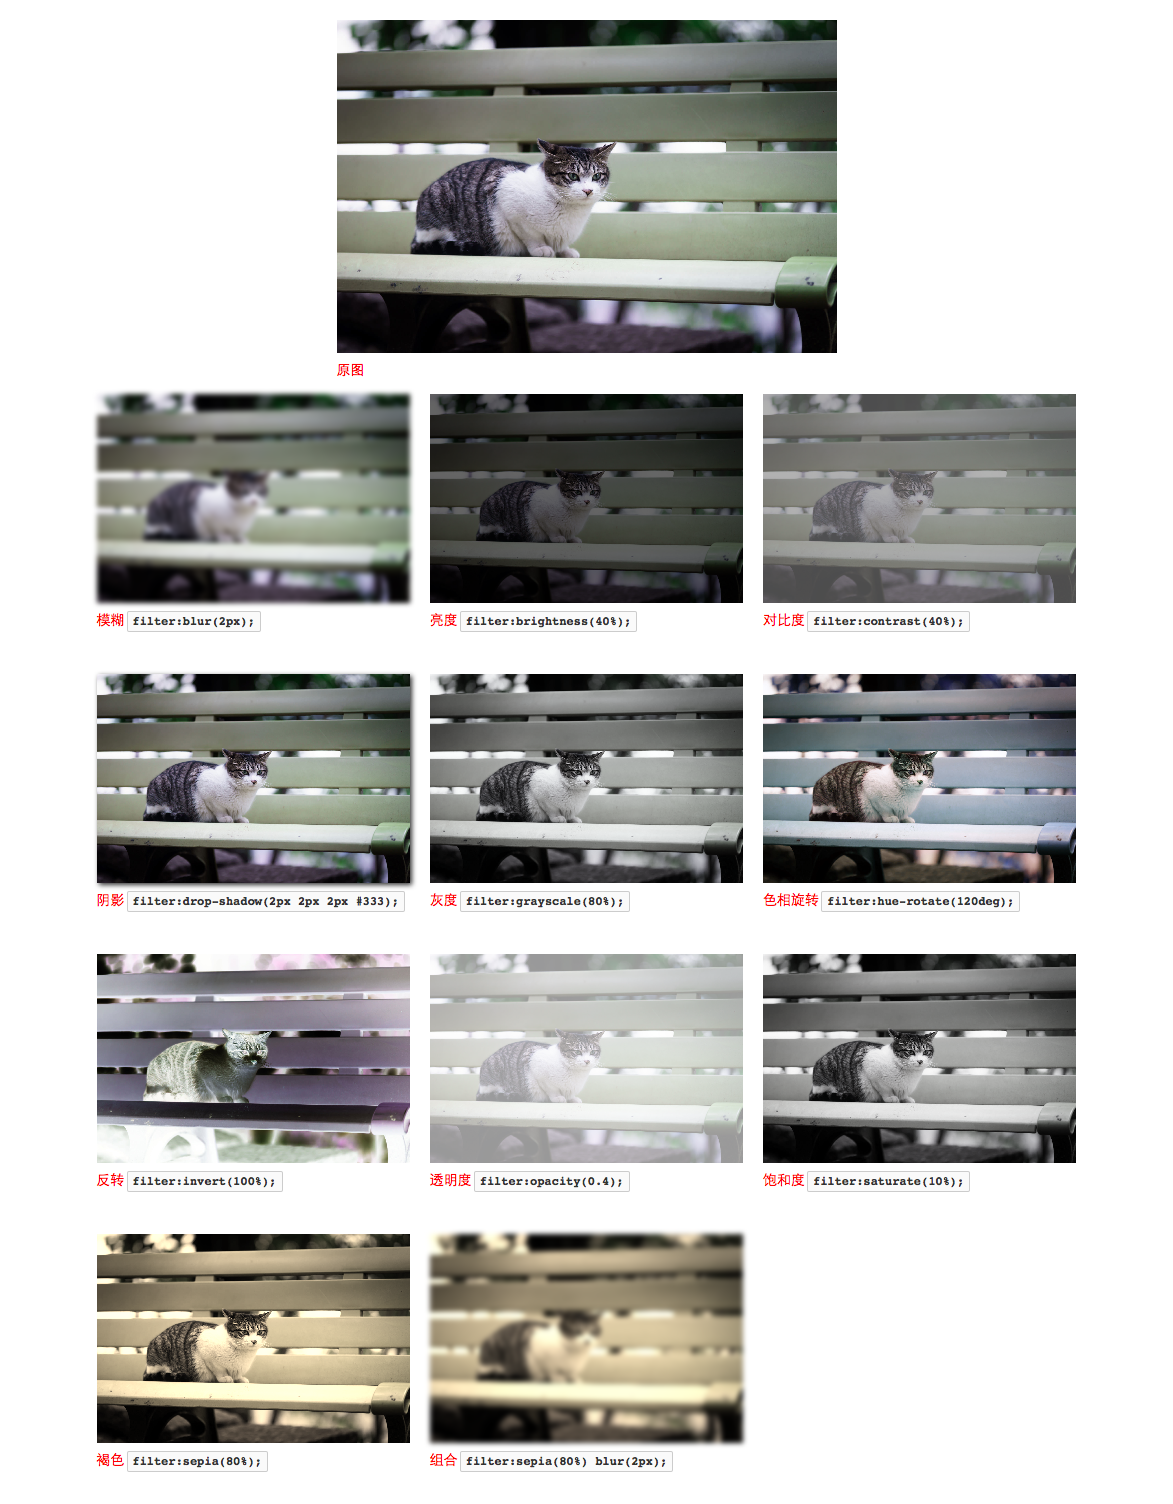 原图
模糊 filter:blur(2px);
亮度 filter:brightness(40%);
对比度 filter:contrast(40%);
阴影 filter:drop-shadow(2px 2px 2px #333);
灰度 filter:grayscale(80%);
色相旋转 filter:hue-rotate(120deg);
反转 filter:invert(100%);
透明度 filter:opacity(0.4);
饱和度 filter:saturate(10%);
褐色 filter:sepia(80%);
组合 filter:sepia(80%) blur(2px);